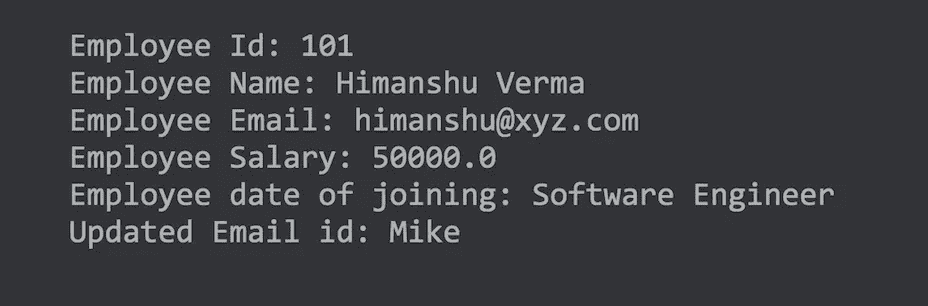 Employee Id: 101
Employee Name: Himanshu Verma
Employee Email: himanshu@xyz.com
Employee Salary: 50000.0
Employee date of joining: Software Engineer
Updated Email id: Mike